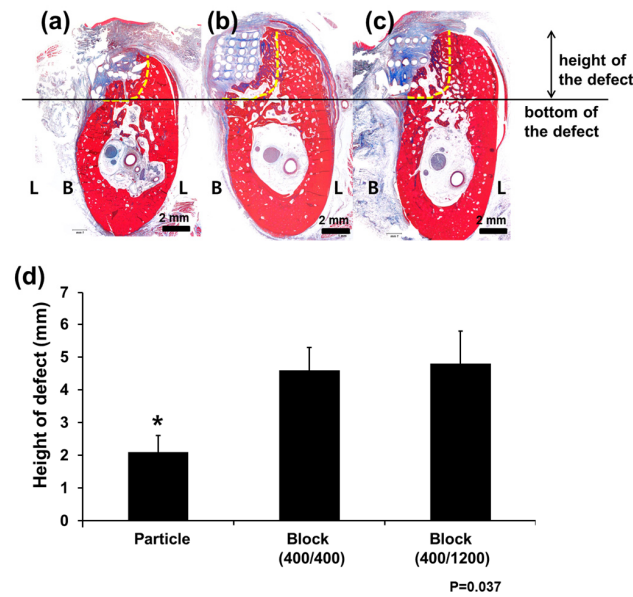 (a)
(b)
(c)
height of
the defect
bottom of
the defect
L B L B L B L
2 mm
2 mm
2 mm
(d)
Height of defect (mm)
7
6
5
4
3
2
1
0
*
Particle
Block
(400/400)
Block
(400/1200)
P=0.037